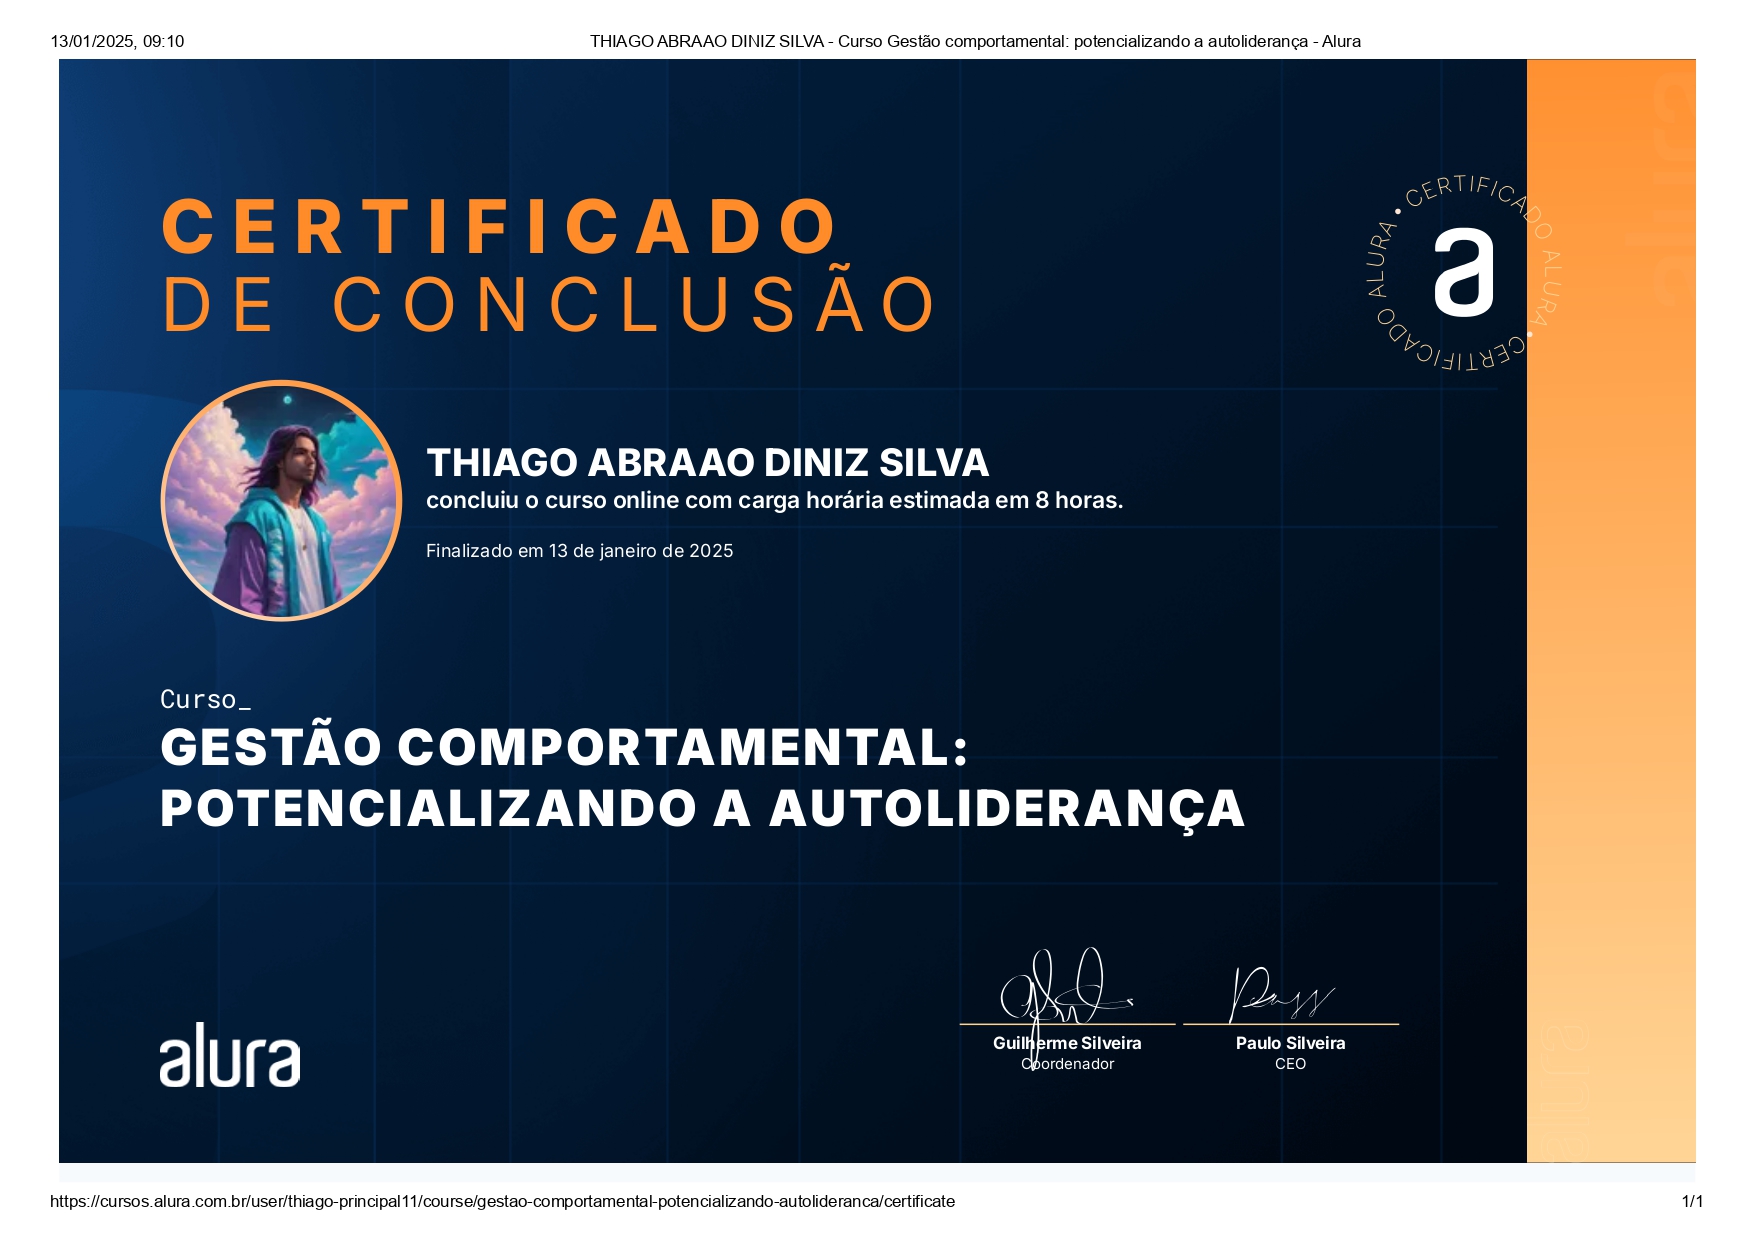 13/01/2025, 09:10
THIAGO ABRAAO DINIZ SILVA - Curso Gestão comportamental: potencializando a autoliderança - Alura
CERTIFICADO
DE CONCLUSÃO
CERTIFICADO ALURA • CERTIFICADO ALURA •
a
THIAGO ABRAAO DINIZ SILVA
concluiu o curso online com carga horária estimada em 8 horas.
Finalizado em 13 de janeiro de 2025
Curso_
GESTÃO COMPORTAMENTAL:
POTENCIALIZANDO A AUTOLIDERANÇA
alura
Guilherme Silveira
Coordenador
Paulo Silveira
CEO
alura
alura
https://cursos.alura.com.br/user/thiago-principal11/course/gestao-comportamental-potencializando-autolideranca/certificate
1/1